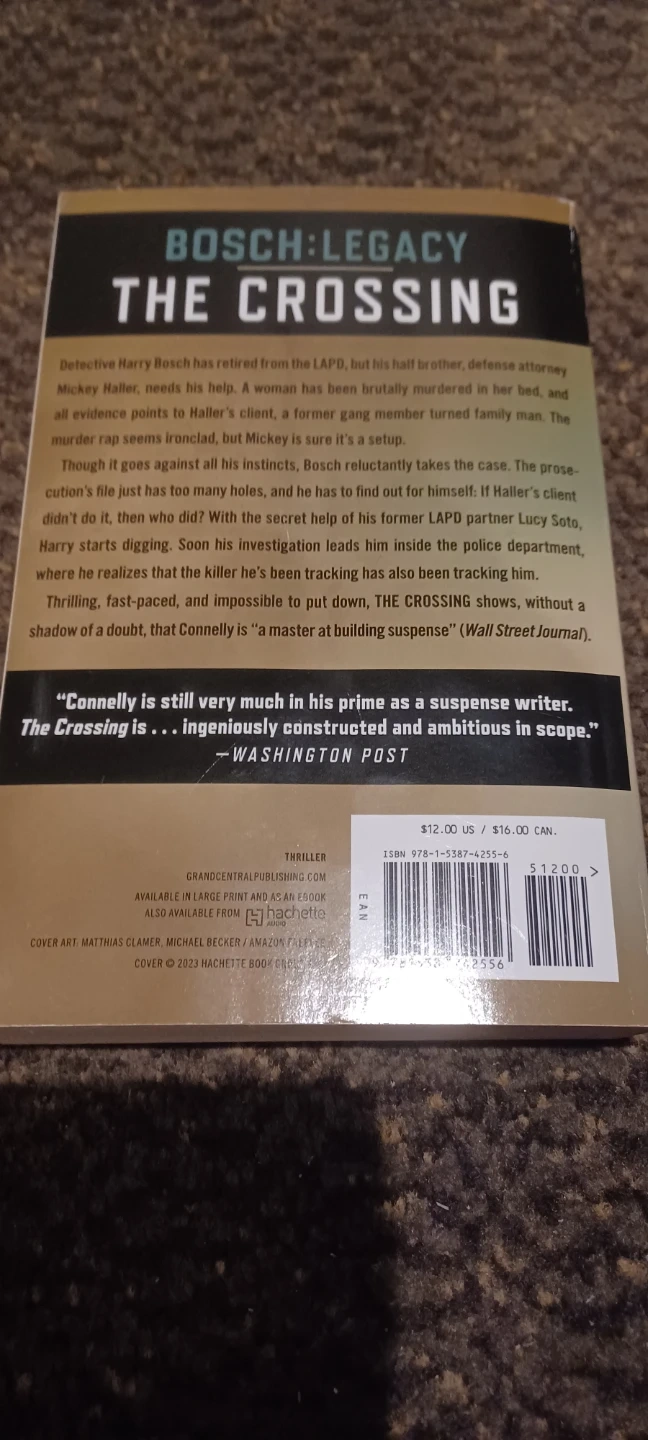 BOSCH:LEGACY
THE CROSSING
Detective Harry Bosch has retired from the LAPD, but his half brother, defense attorney
Mickey Haller, needs his help. A woman has been brutally murdered in her bed, and
all evidence points to Haller's client, a former gang member turned family man. The
murder rap seems ironclad, but Mickey is sure it's a setup.
Though it goes against all his instincts, Bosch reluctantly takes the case. The prose-
cution's file just has too many holes, and he has to find out for himself: If Haller's client
didn't do it, then who did? With the secret help of his former LAPD partner Lucy Soto,
Harry starts digging. Soon his investigation leads him inside the police department,
where he realizes that the killer he's been tracking has also been tracking him.
Thrilling, fast-paced, and impossible to put down, THE CROSSING shows, without a
shadow of a doubt, that Connelly is "a master at building suspense" (Wall Street Journal).
"Connelly is still very much in his prime as a suspense writer.
The Crossing is . . . ingeniously constructed and ambitious in scope."
—WASHINGTON POST
$12.00 US / $16.00 CAN.
ISBN 978-1-5387-4255-6
51200 >
EAN
THRILLER
GRANDCENTRALPUBLISHING.COM
AVAILABLE IN LARGE PRINT AND AS AN EBOOK
ALSO AVAILABLE FROM hachette
AUDIO
COVER ART: MATTHIAS CLAMER, MICHAEL BECKER / AMAZON
COVER © 2023 HACHETTE BOOK